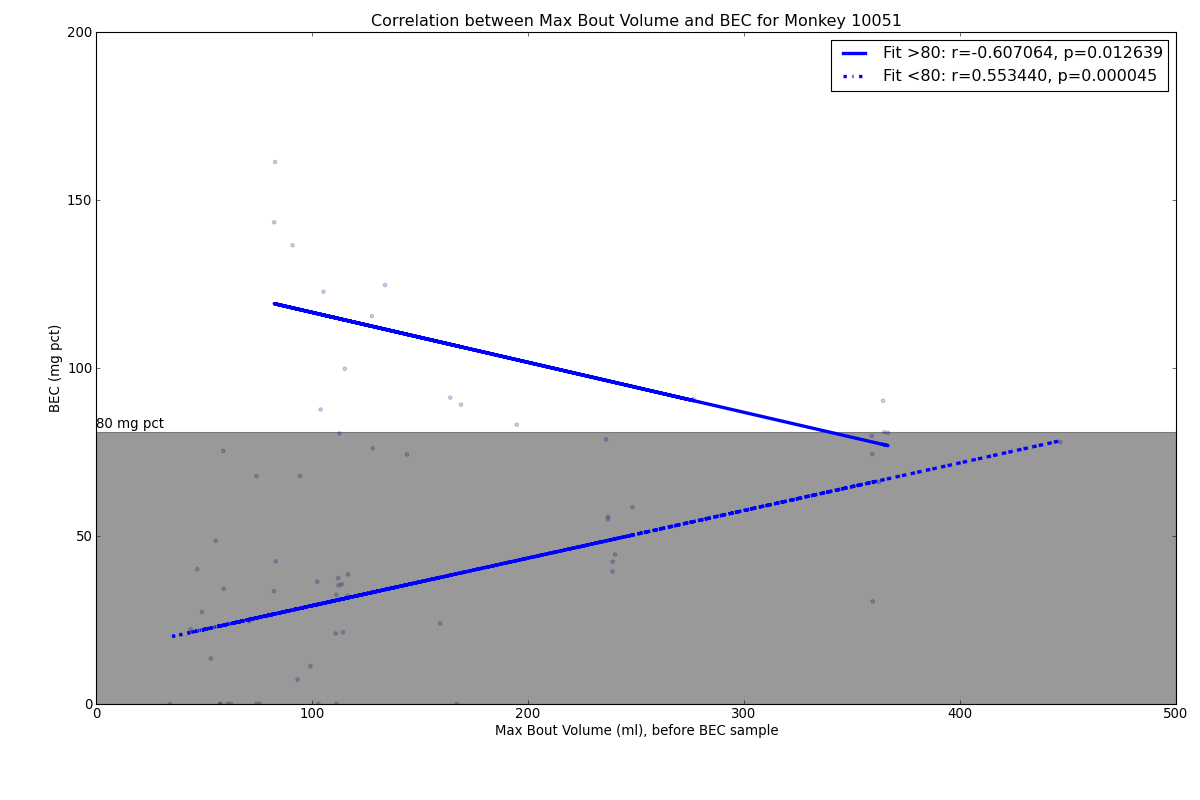 Correlation between Max Bout Volume and BEC for Monkey 10051
Fit >80: r=-0.607064, p=0.012639
Fit <80: r=0.553440, p=0.000045
200
150
100
50
0
BEC (mg pct)
80 mg pct
0 100 200 300 400 500
Max Bout Volume (ml), before BEC sample